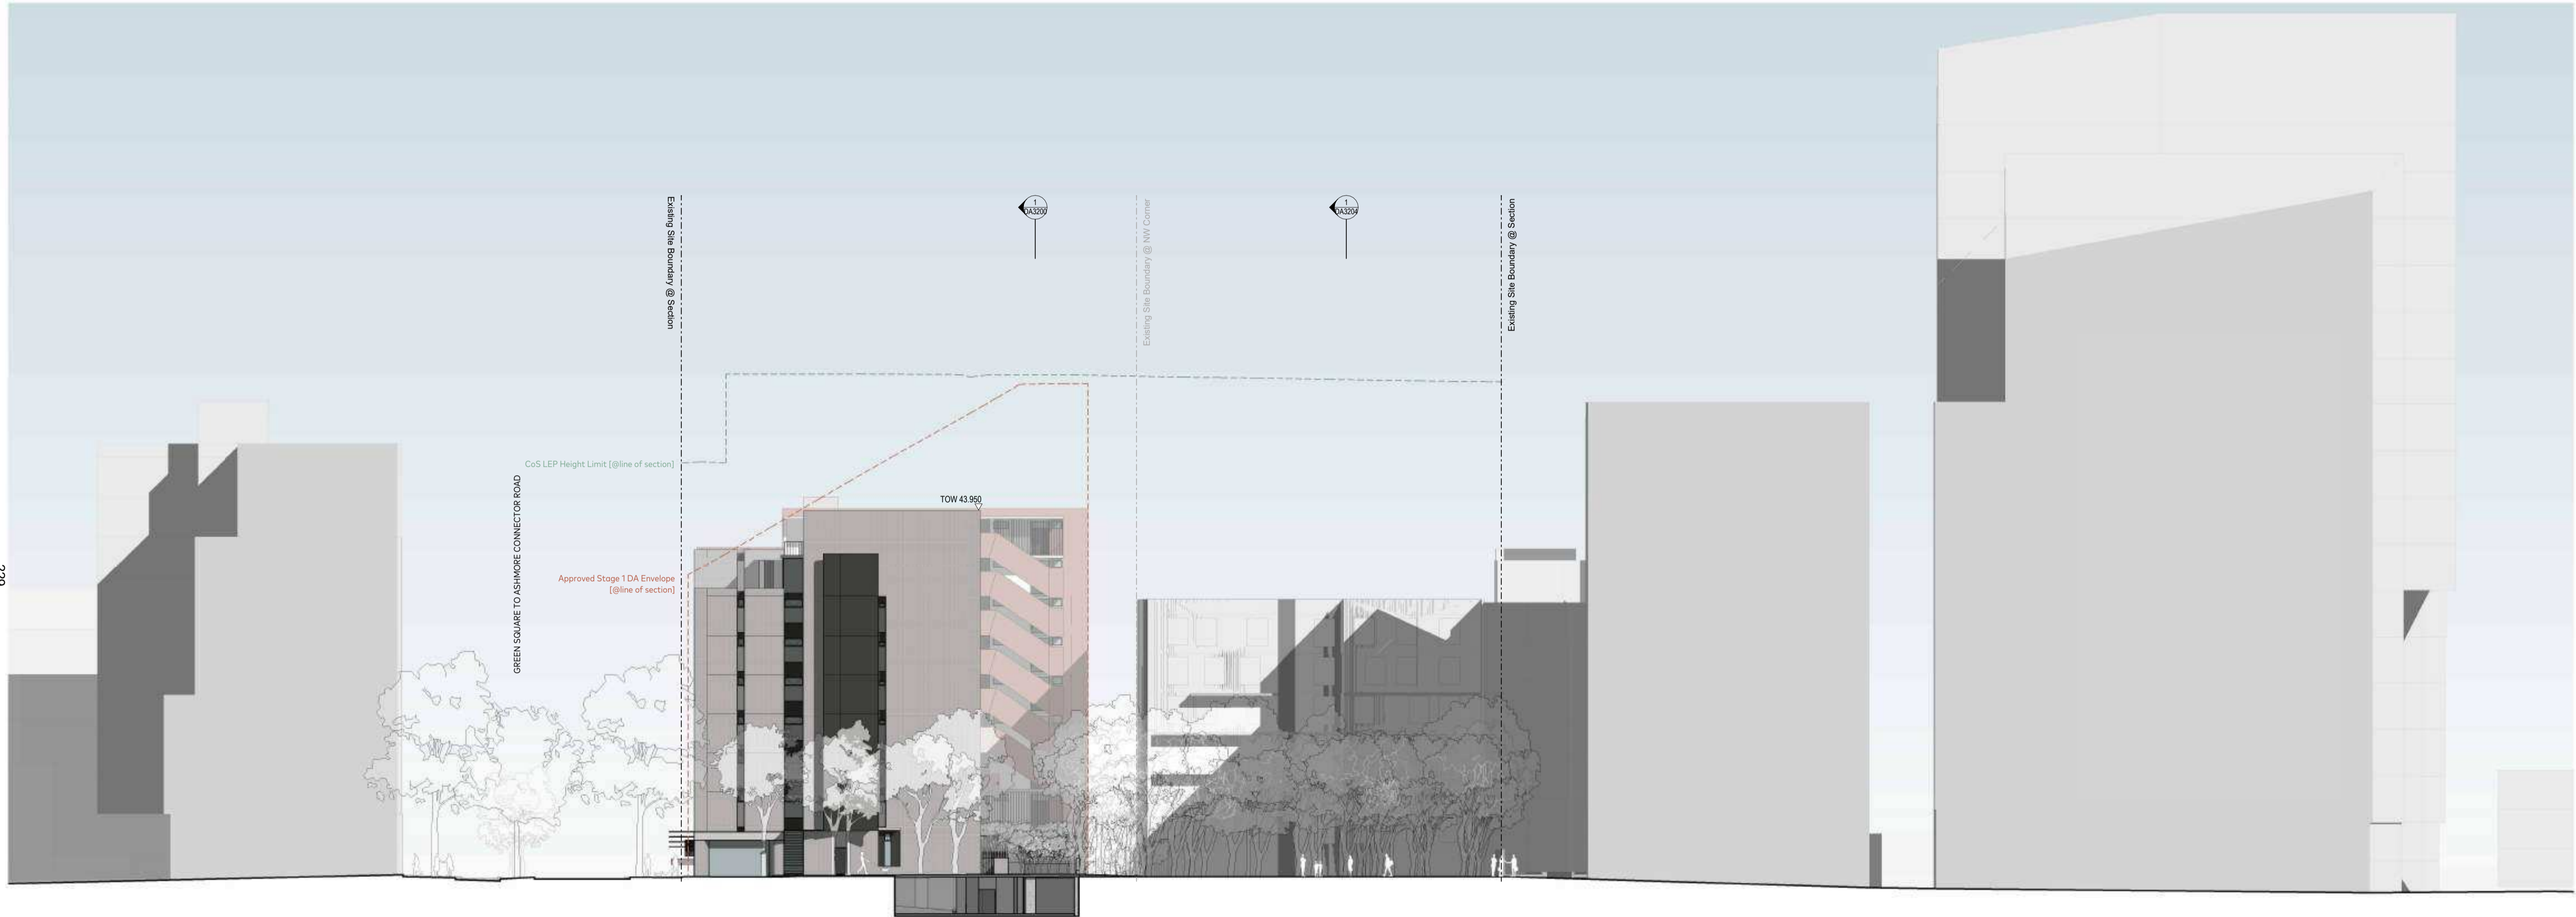 Existing Site Boundary @ Section
1
DA3200
Existing Site Boundary @ NW Corner
1
DA3204
Existing Site Boundary @ Section
CoS LEP Height Limit [@line of section]
GREEN SQUARE TO ASHMORE CONNECTOR ROAD
TOW 43.950
Approved Stage 1 DA Envelope
[@line of section]